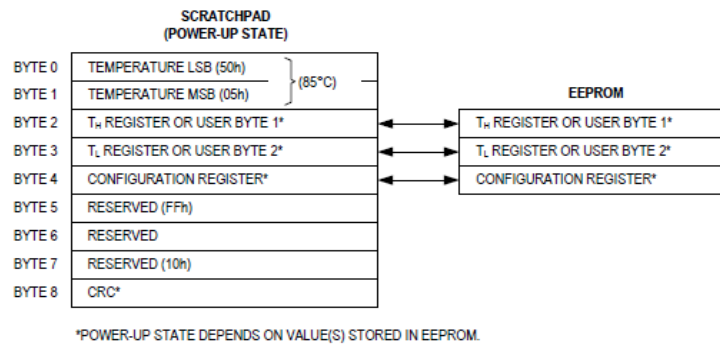 SCRATCHPAD
(POWER-UP STATE)
BYTE 0 TEMPERATURE LSB (50h)
(85°C)
BYTE 1 TEMPERATURE MSB (05h)
EEPROM
BYTE 2 TH REGISTER OR USER BYTE 1* TH REGISTER OR USER BYTE 1*
BYTE 3 TL REGISTER OR USER BYTE 2* TL REGISTER OR USER BYTE 2*
BYTE 4 CONFIGURATION REGISTER* CONFIGURATION REGISTER*
BYTE 5 RESERVED (FFh)
BYTE 6 RESERVED
BYTE 7 RESERVED (10h)
BYTE 8 CRC*
*POWER-UP STATE DEPENDS ON VALUE(S) STORED IN EEPROM.